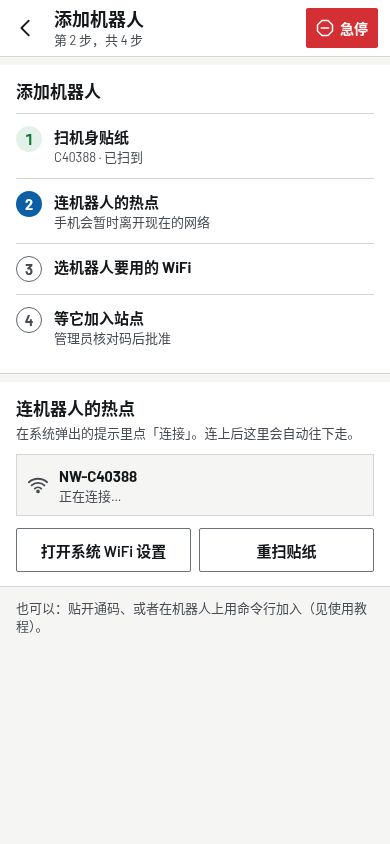 添加机器人
第 2 步，共 4 步
急停
添加机器人
1
扫机身贴纸
C40388 · 已扫到
2
连机器人的热点
手机会暂时离开现在的网络
3
选机器人要用的 WiFi
4
等它加入站点
管理员核对码后批准
连机器人的热点
在系统弹出的提示里点「连接」。连上后这里会自动往下走。
NW-C40388
正在连接…
打开系统 WiFi 设置
重扫贴纸
也可以：贴开通码、或者在机器人上用命令行加入（见使用教
程）。